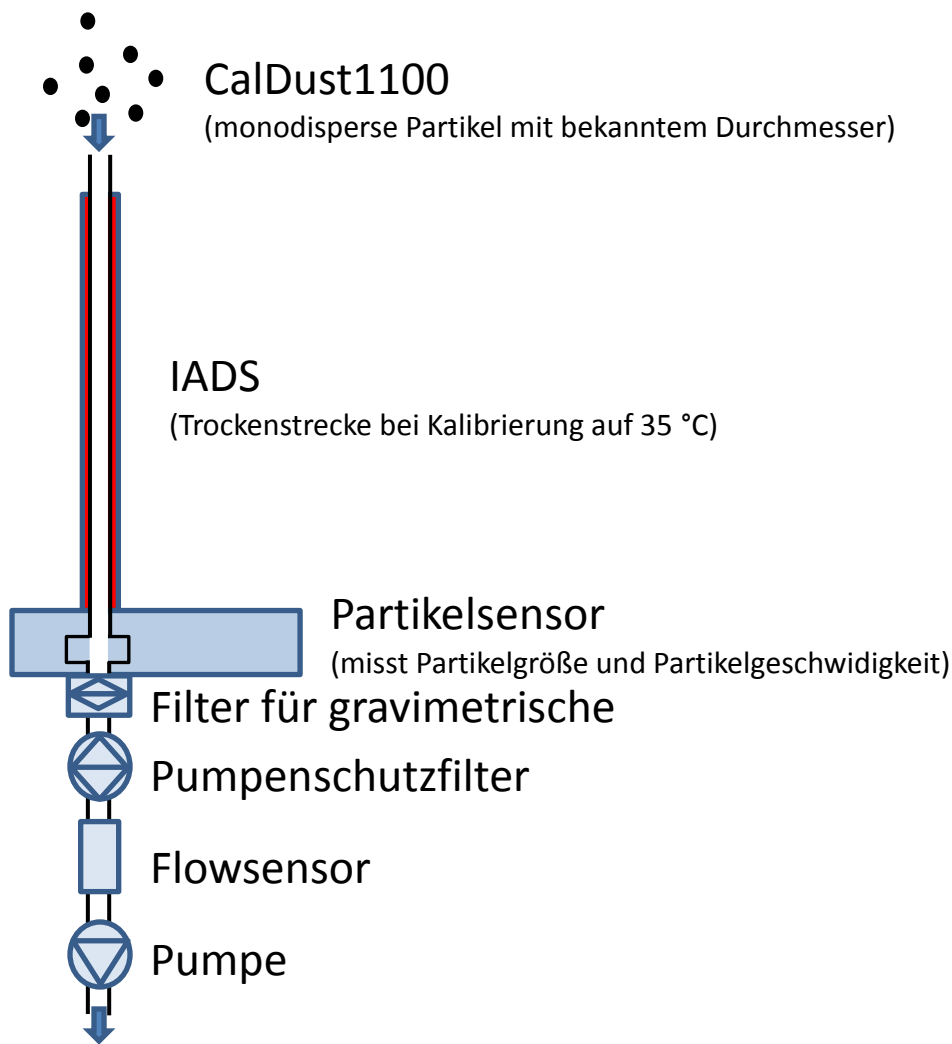 CalDust1100
(monodisperse Partikel mit bekanntem Durchmesser)
IADS
(Trockenstrecke bei Kalibrierung auf 35 °C)
Partikelsensor
(misst Partikelgröße und Partikelgeschwidigkeit)
Filter für gravimetrische
Pumpenschutzfilter
Flowsensor
Pumpe